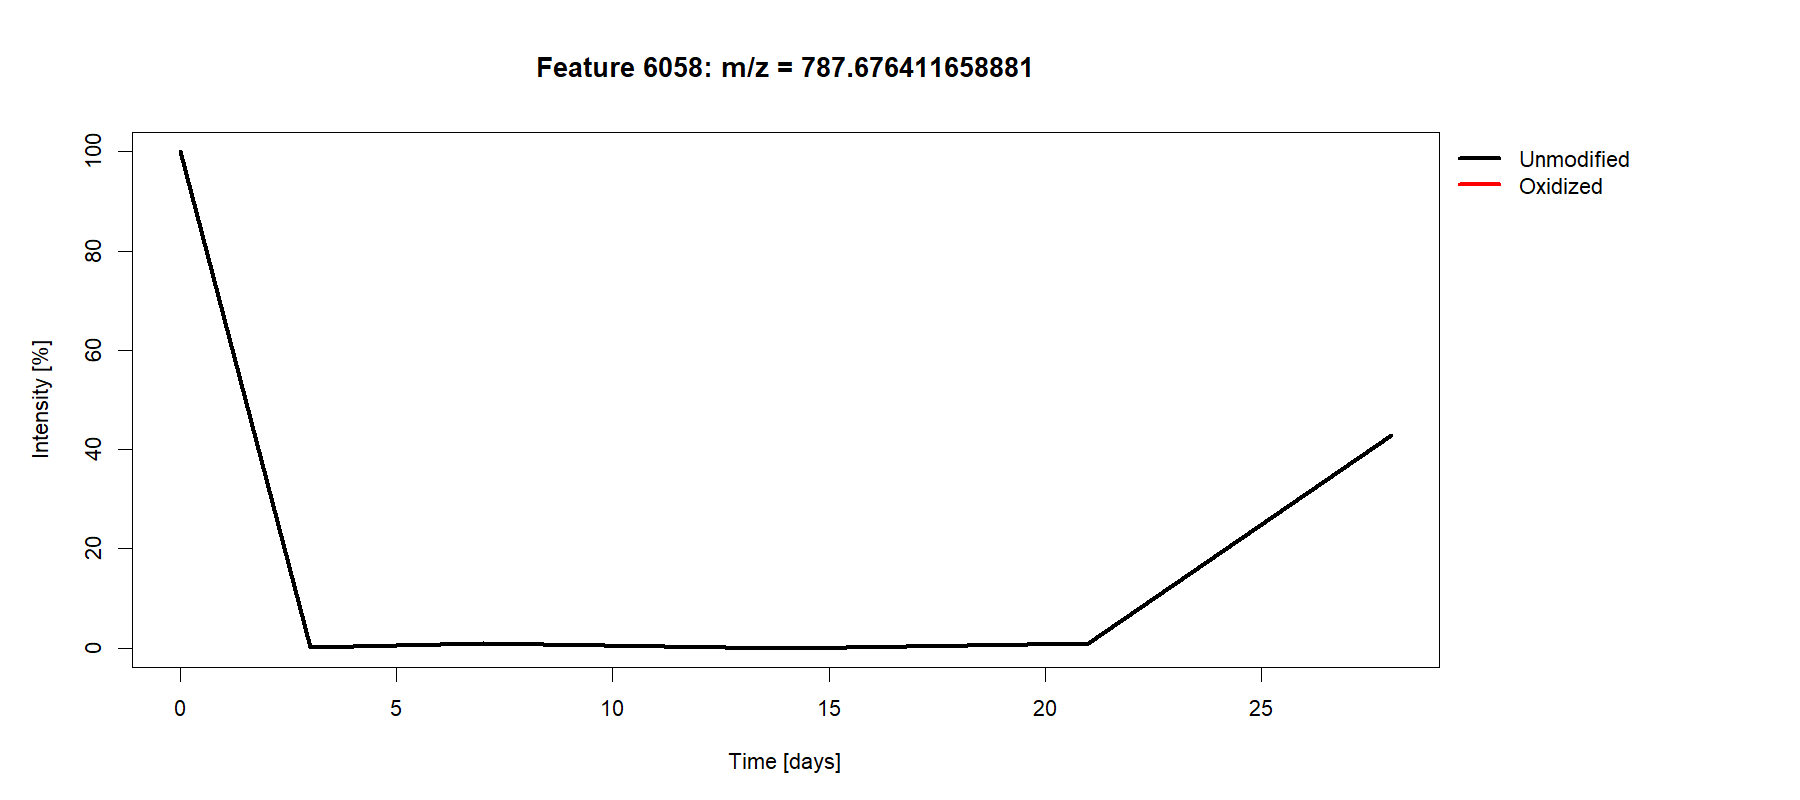 Feature 6058: m/z = 787.676411658881
Unmodified
Oxidized
Intensity [%]
100
80
60
40
20
0
0 5 10 15 20 25
Time [days]